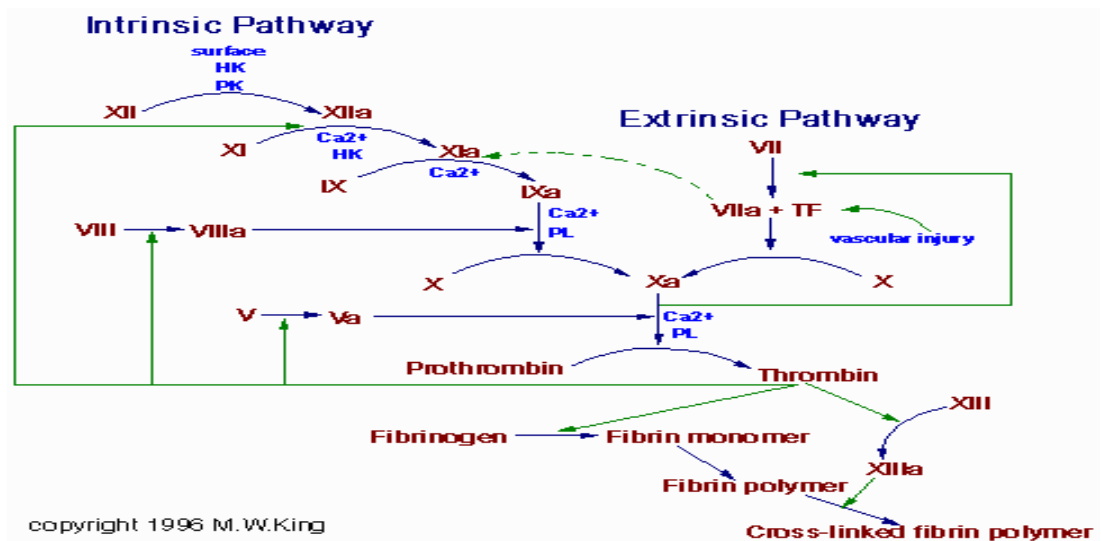 Intrinsic Pathway
surface
HK
PK
XII
XIIa
Extrinsic Pathway
XI
Ca2+
HK
XIa
VII
IX
Ca2+
IXa
VIIa + TF
Ca2+
PL
VIII
VIIIa
vascular injury
X
Xa
X
V
Va
Ca2+
PL
Prothrombin
Thrombin
XIII
Fibrinogen
Fibrin monomer
XIIIa
Fibrin polymer
copyright 1996 M.W.King
Cross-linked fibrin polymer